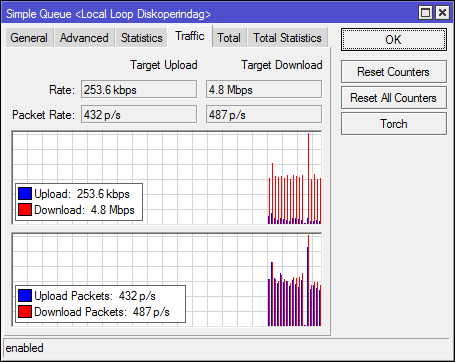 Simple Queue <Local Loop Diskoperindag>
General Advanced Statistics Traffic Total Total Statistics
OK
Reset Counters
Reset All Counters
Torch
Target Upload Target Download
Rate: 253.6 kbps 4.8 Mbps
Packet Rate: 432 p/s 487 p/s
Upload: 253.6 kbps
Download: 4.8 Mbps
Upload Packets: 432 p/s
Download Packets: 487 p/s
enabled